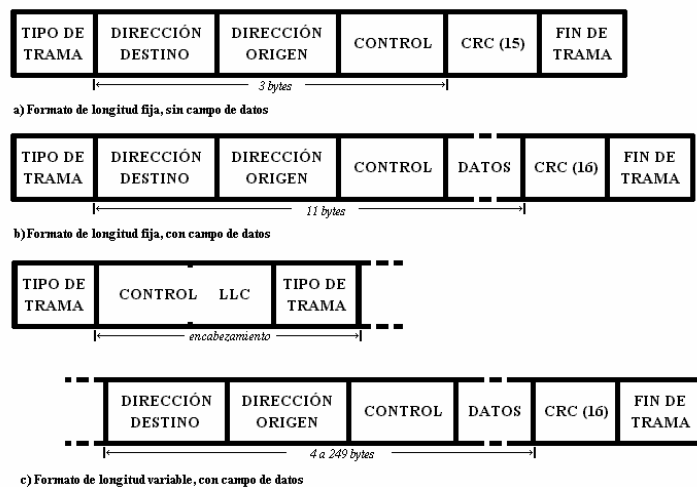 TIPO DE TRAMA DIRECCIÓN DESTINO DIRECCIÓN ORIGEN CONTROL CRC (15) FIN DE TRAMA
3 bytes
a) Formato de longitud fija, sin campo de datos
TIPO DE TRAMA DIRECCIÓN DESTINO DIRECCIÓN ORIGEN CONTROL DATOS CRC (16) FIN DE TRAMA
11 bytes
b) Formato de longitud fija, con campo de datos
TIPO DE TRAMA CONTROL LLC TIPO DE TRAMA
encabezamiento
DIRECCIÓN DESTINO DIRECCIÓN ORIGEN CONTROL DATOS CRC (16) FIN DE TRAMA
4 a 249 bytes
c) Formato de longitud variable, con campo de datos